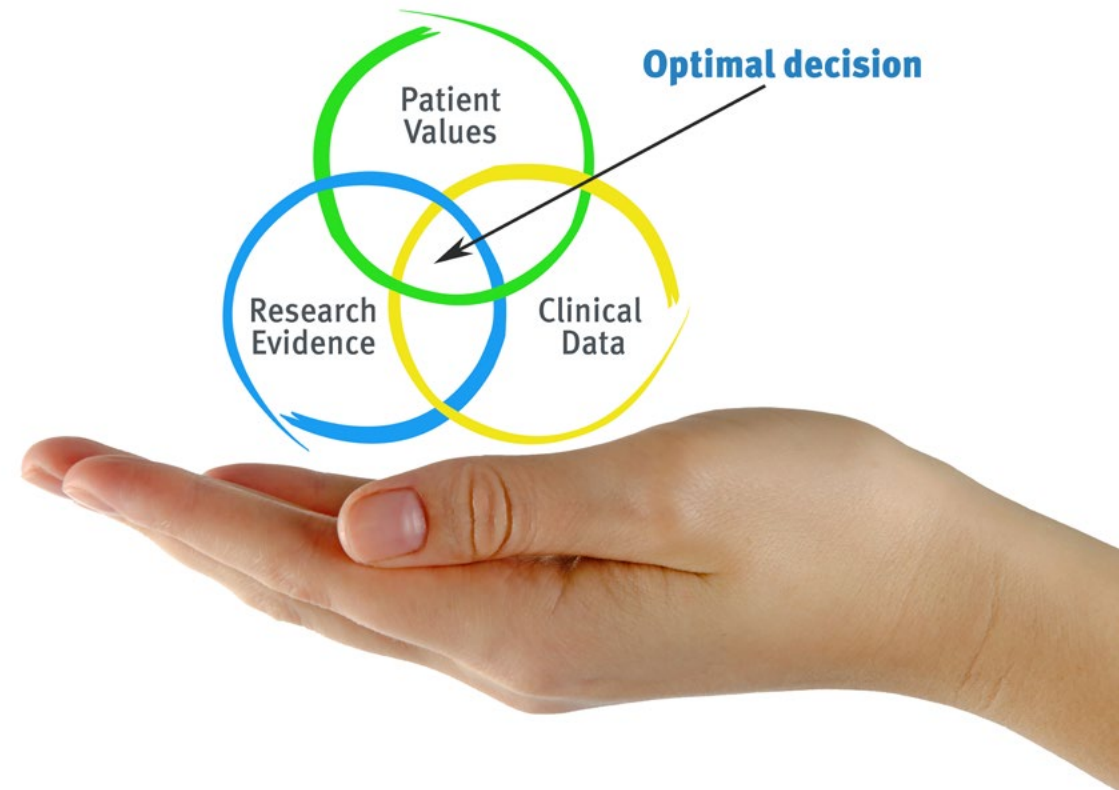 Optimal decision
Patient
Values
Research
Evidence
Clinical
Data